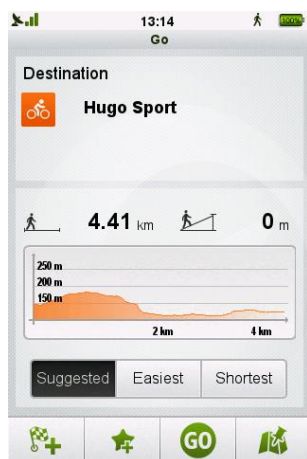 13:14
100%
Go
Destination
Hugo Sport
4.41 km 0 m
250 m
200 m
150 m
2 km 4 km
Suggested Easiest Shortest
GO